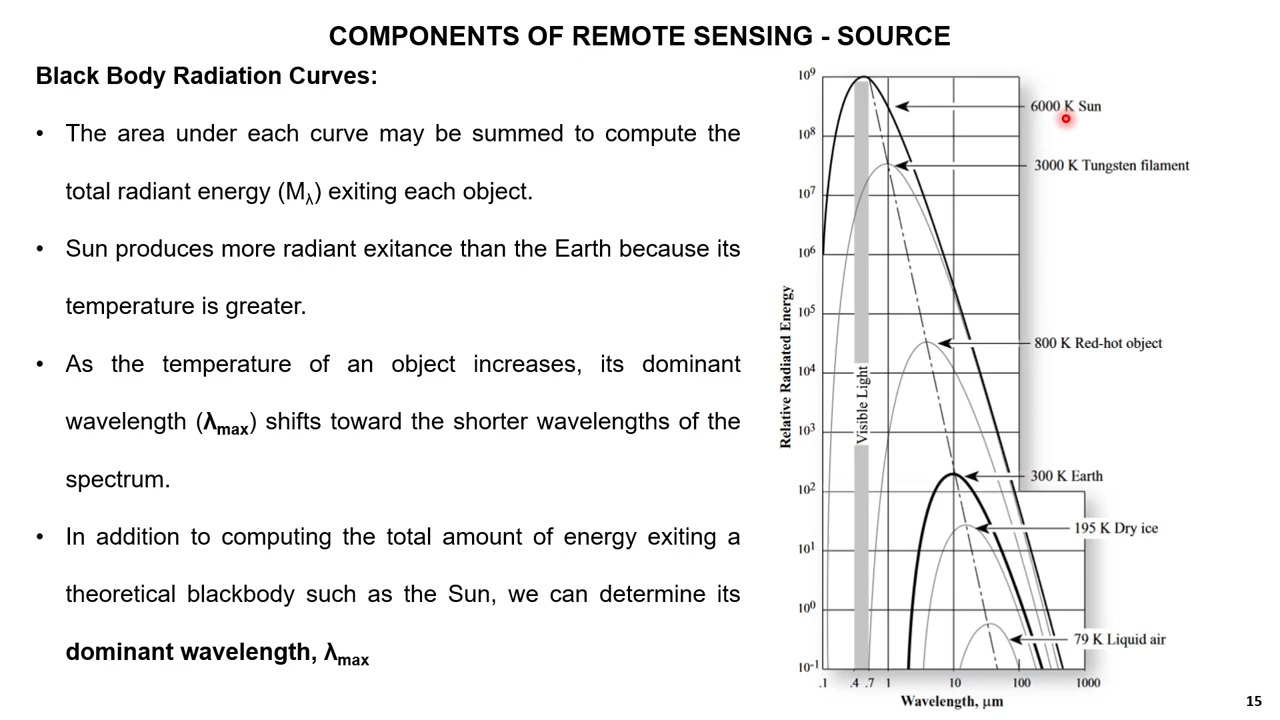 COMPONENTS OF REMOTE SENSING - SOURCE
Black Body Radiation Curves:
• The area under each curve may be summed to compute the
total radiant energy (Mλ) exiting each object.
• Sun produces more radiant exitance than the Earth because its
temperature is greater.
• As the temperature of an object increases, its dominant
wavelength (λmax) shifts toward the shorter wavelengths of the
spectrum.
• In addition to computing the total amount of energy exiting a
theoretical blackbody such as the Sun, we can determine its
dominant wavelength, λmax
Relative Radiated Energy
10⁹
10⁸
10⁷
10⁶
10⁵
10⁴
10³
10²
10¹
10⁰
10⁻¹
Visible Light
6000 K Sun
3000 K Tungsten filament
800 K Red-hot object
300 K Earth
195 K Dry ice
79 K Liquid air
.1 .4 .7 1 10 100 1000
Wavelength, μm
15